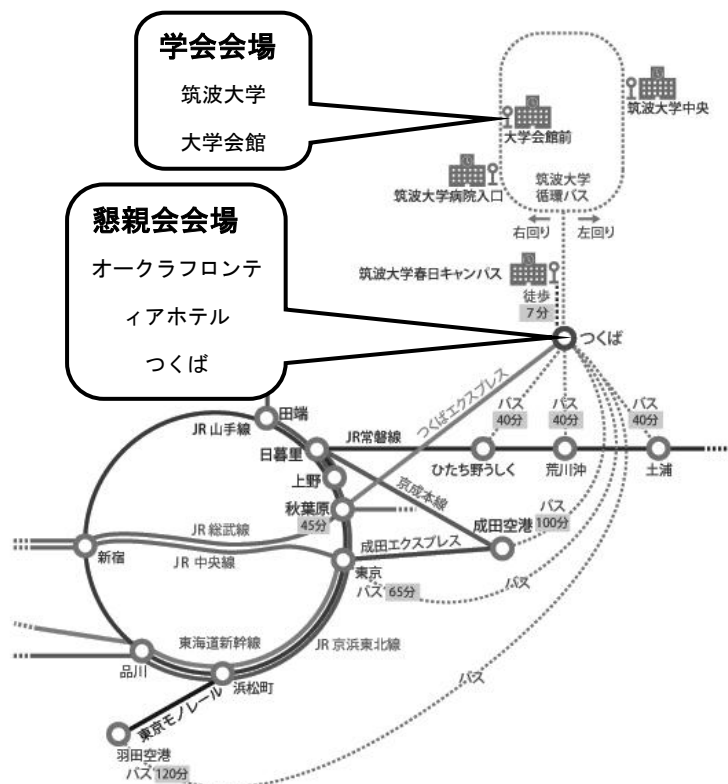 学会会場
筑波大学
大学会館
筑波大学中央
大学会館前
筑波大学病院入口
筑波大学
循環バス
右回り
左回り
懇親会会場
オークラフロンテ
ィアホテル
つくば
筑波大学春日キャンパス
徒歩
7分
つくば
つくばエクスプレス
バス
40分
バス
40分
バス
40分
田端
JR山手線
日暮里
JR常磐線
ひたち野うしく
荒川沖
土浦
上野
京成本線
秋葉原
45分
バス
100分
成田空港
JR 総武線
成田エクスプレス
新宿
JR 中央線
東京
バス 65分
バス
東海道新幹線
JR 京浜東北線
品川
浜松町
バス
東京モノレール
羽田空港
バス 120分